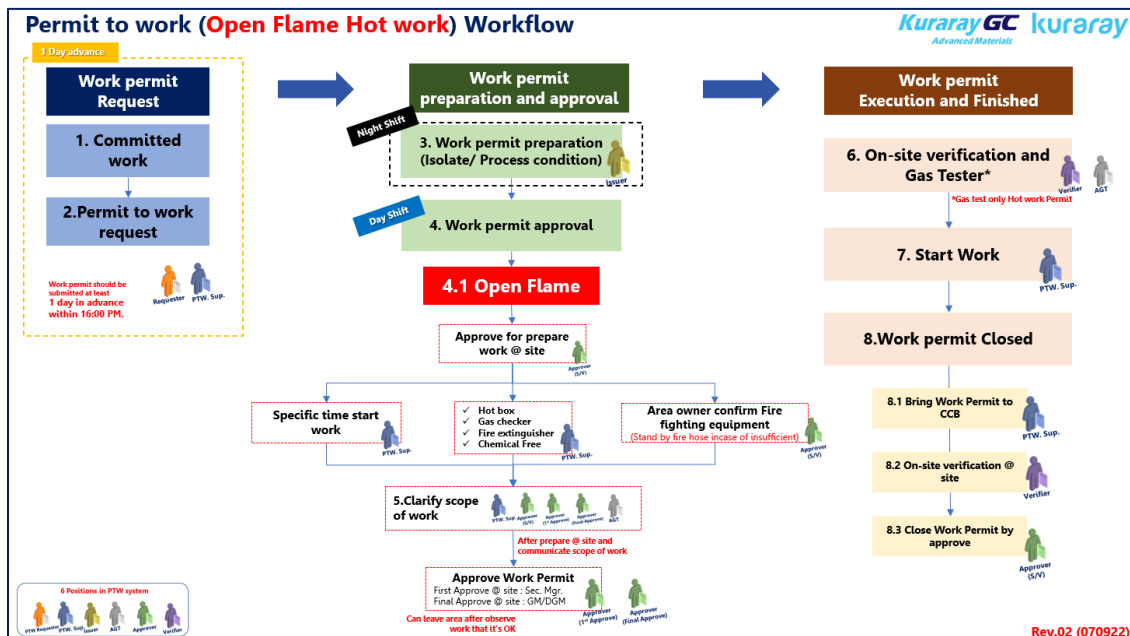 Permit to work (Open Flame Hot work) Workflow
Kuraray GC
Advanced Materials
kuraray
1 Day advance
Work permit
Request
1. Committed
work
2.Permit to work
request
Work permit should be
submitted at least
1 day in advance
within 16:00 PM.
Requester
PTW. Sup.
Work permit
preparation and approval
Night Shift
3. Work permit preparation
(Isolate/ Process condition)
Issuer
Day Shift
4. Work permit approval
4.1 Open Flame
Approve for prepare
work @ site
Approver
(S/V)
Specific time start
work
PTW. Sup.
✓ Hot box
✓ Gas checker
✓ Fire extinguisher
✓ Chemical Free
PTW. Sup.
Area owner confirm Fire
fighting equipment
(Stand by fire hose incase of insufficient)
Approver
(S/V)
5.Clarify scope
of work
PTW. Sup.
Approver
(S/V)
Approver
(1st Approve)
Approver
(Final Approve)
AGT
After prepare @ site and
communicate scope of work
Approve Work Permit
First Approve @ site : Sec. Mgr.
Final Approve @ site : GM/DGM
Approver
(1st Approve)
Approver
(Final Approve)
Can leave area after observe
work that it's OK
Work permit
Execution and Finished
6. On-site verification and
Gas Tester*
Verifier
AGT
*Gas test only Hot work Permit
7. Start Work
PTW. Sup.
8.Work permit Closed
8.1 Bring Work Permit to
CCB
PTW. Sup.
8.2 On-site verification @
site
Verifier
8.3 Close Work Permit by
approve
Approver
(S/V)
6 Positions in PTW system
PTW Requester
PTW. Sup.
Issuer
AGT
Approver
Verifier
Rev.02 (070922)